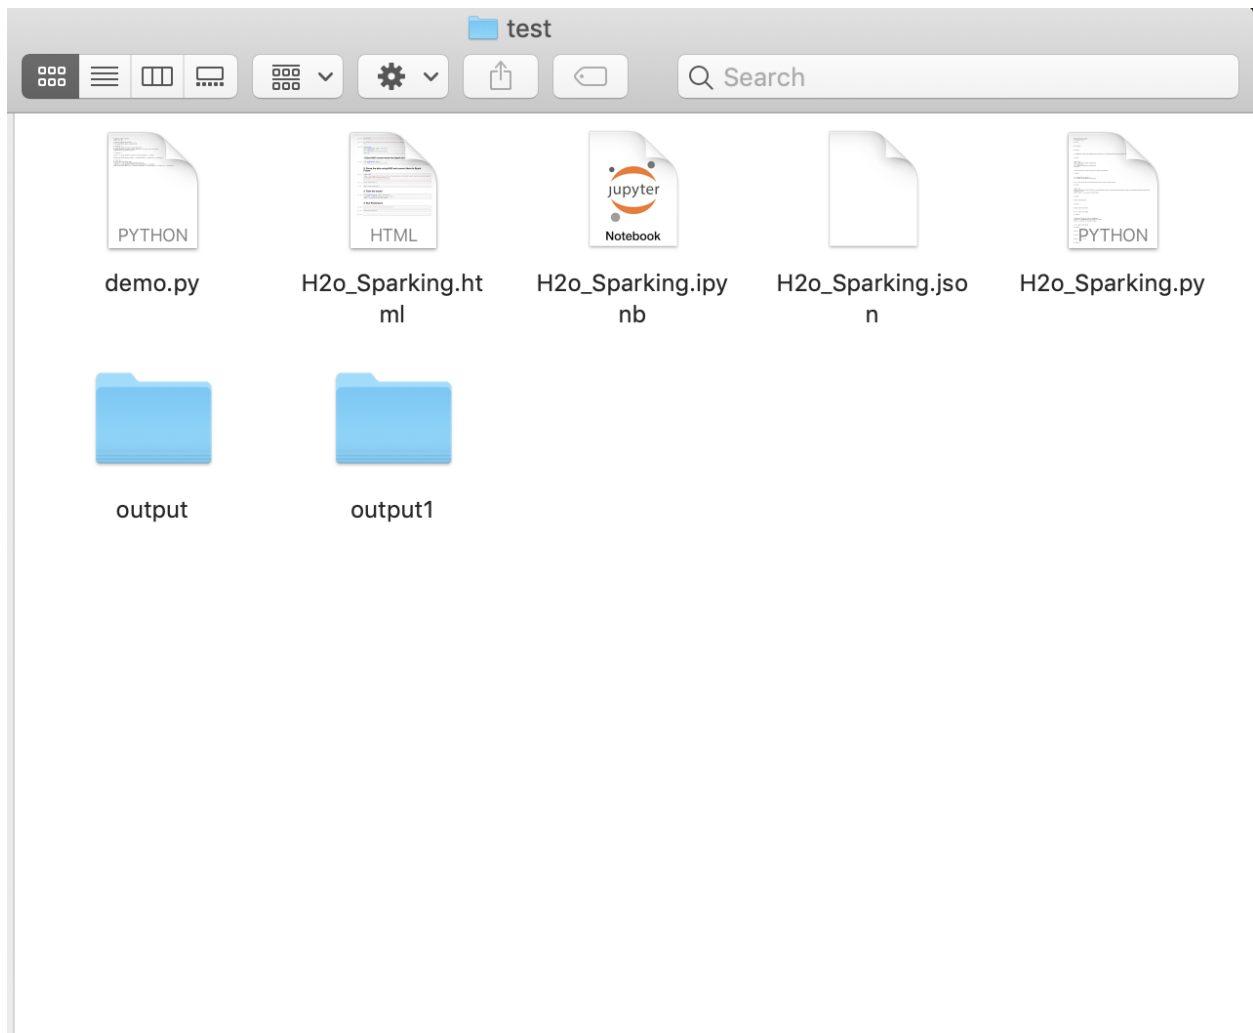 test
Search
PYTHON
HTML
jupyter
Notebook
PYTHON
demo.py
H2o_Sparking.ht
ml
H2o_Sparking.ipy
nb
H2o_Sparking.jso
n
H2o_Sparking.py
output
output1